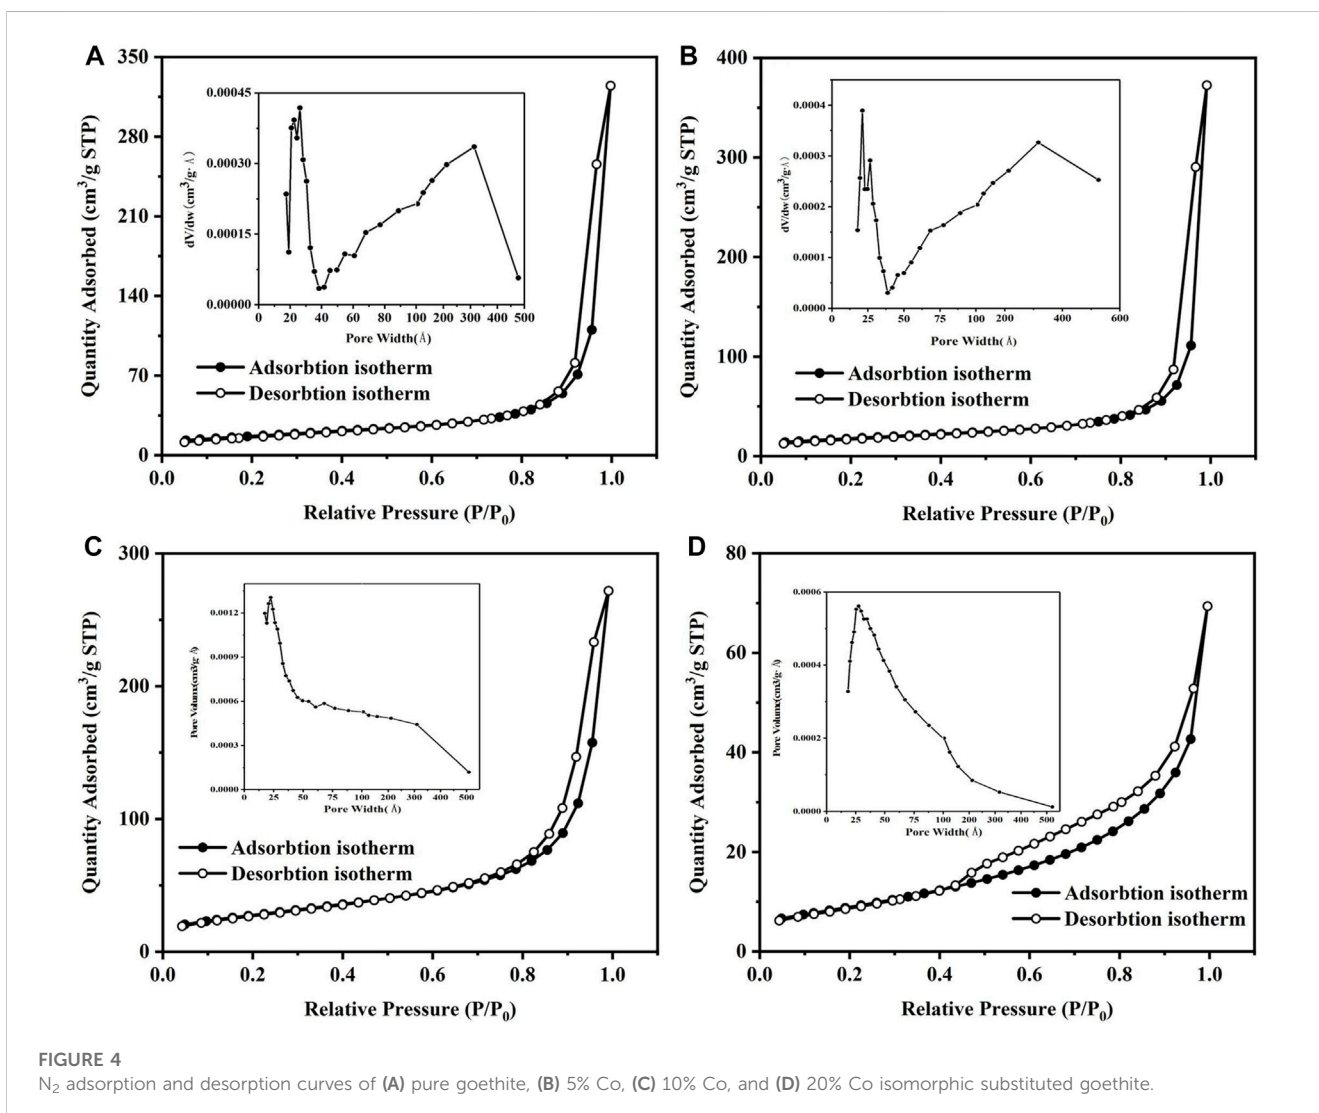 A
350
280
210
140
70
0
Quantity Adsorbed (cm³/g STP)
0.00045
0.00030
0.00015
0.00000
dV/dw(cm³/g·Å)
0 20 40 60 80 100 200 300 400 500
Pore Width(Å)
Adsorbtion isotherm
Desorbtion isotherm
0.0 0.2 0.4 0.6 0.8 1.0
Relative Pressure (P/P₀)
B
400
300
200
100
0
Quantity Adsorbed (cm³/g STP)
0.0004
0.0003
0.0002
0.0001
0.0000
dV/dw(cm³/g·Å)
0 25 50 75 100 200 400 600
Pore Width(Å)
Adsorbtion isotherm
Desorbtion isotherm
0.0 0.2 0.4 0.6 0.8 1.0
Relative Pressure (P/P₀)
C
300
200
100
0
Quantity Adsorbed (cm³/g STP)
0.0012
0.0009
0.0006
0.0003
0.0000
Pore Volume(cm3/g·Å)
0 25 50 75 100 200 300 400 500
Pore Width(Å)
Adsorbtion isotherm
Desorbtion isotherm
0.0 0.2 0.4 0.6 0.8 1.0
Relative Pressure (P/P₀)
D
80
60
40
20
0
Quantity Adsorbed (cm³/g STP)
0.0006
0.0004
0.0002
0.0000
Pore Volume(cm3/g·Å)
0 25 50 75 100 200 300 400 500
Pore Width(Å)
Adsorbtion isotherm
Desorbtion isotherm
0.0 0.2 0.4 0.6 0.8 1.0
Relative Pressure (P/P₀)
FIGURE 4
N₂ adsorption and desorption curves of (A) pure goethite, (B) 5% Co, (C) 10% Co, and (D) 20% Co isomorphic substituted goethite.